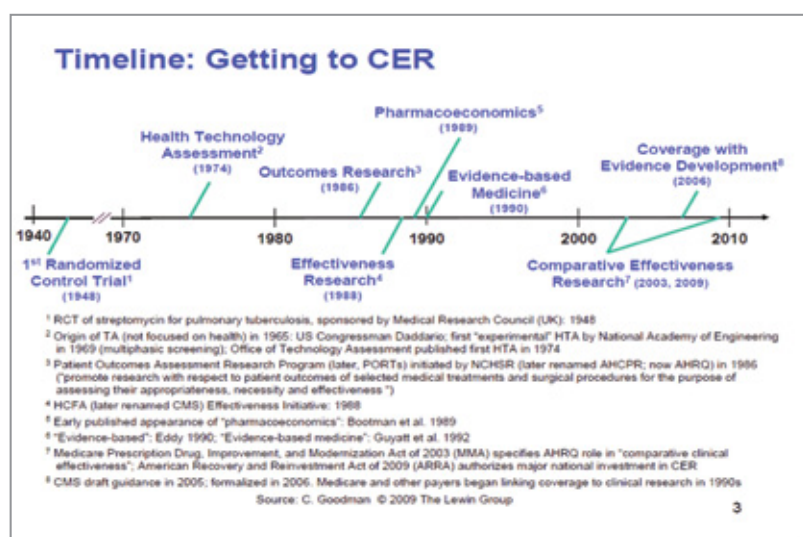 Timeline: Getting to CER
Pharmacoeconomics⁵
(1989)
Health Technology
Assessment²
(1974)
Outcomes Research³
(1986)
Evidence-based
Medicine⁶
(1990)
Coverage with
Evidence Development⁸
(2006)
1940 1970 1980 1990 2000 2010
1st Randomized
Control Trial¹
(1948)
Effectiveness
Research⁴
(1988)
Comparative Effectiveness
Research⁷ (2003, 2009)
¹ RCT of streptomycin for pulmonary tuberculosis, sponsored by Medical Research Council (UK): 1948
² Origin of TA (not focused on health) in 1965: US Congressman Daddario; first “experimental” HTA by National Academy of Engineering
in 1969 (multiphasic screening); Office of Technology Assessment published first HTA in 1974
³ Patient Outcomes Assessment Research Program (later, PORTs) initiated by NCHSR (later renamed AHCPR; now AHRQ) in 1986
(“promote research with respect to patient outcomes of selected medical treatments and surgical procedures for the purpose of
assessing their appropriateness, necessity and effectiveness ”)
⁴ HCFA (later renamed CMS) Effectiveness Initiative: 1988
⁵ Early published appearance of “pharmacoeconomics”: Bootman et al. 1989
⁶ “Evidence-based”: Eddy 1990; “Evidence-based medicine”: Guyatt et al. 1992
⁷ Medicare Prescription Drug, Improvement, and Modernization Act of 2003 (MMA) specifies AHRQ role in “comparative clinical
effectiveness”; American Recovery and Reinvestment Act of 2009 (ARRA) authorizes major national investment in CER
⁸ CMS draft guidance in 2005; formalized in 2006. Medicare and other payers began linking coverage to clinical research in 1990s
Source: C. Goodman © 2009 The Lewin Group
3